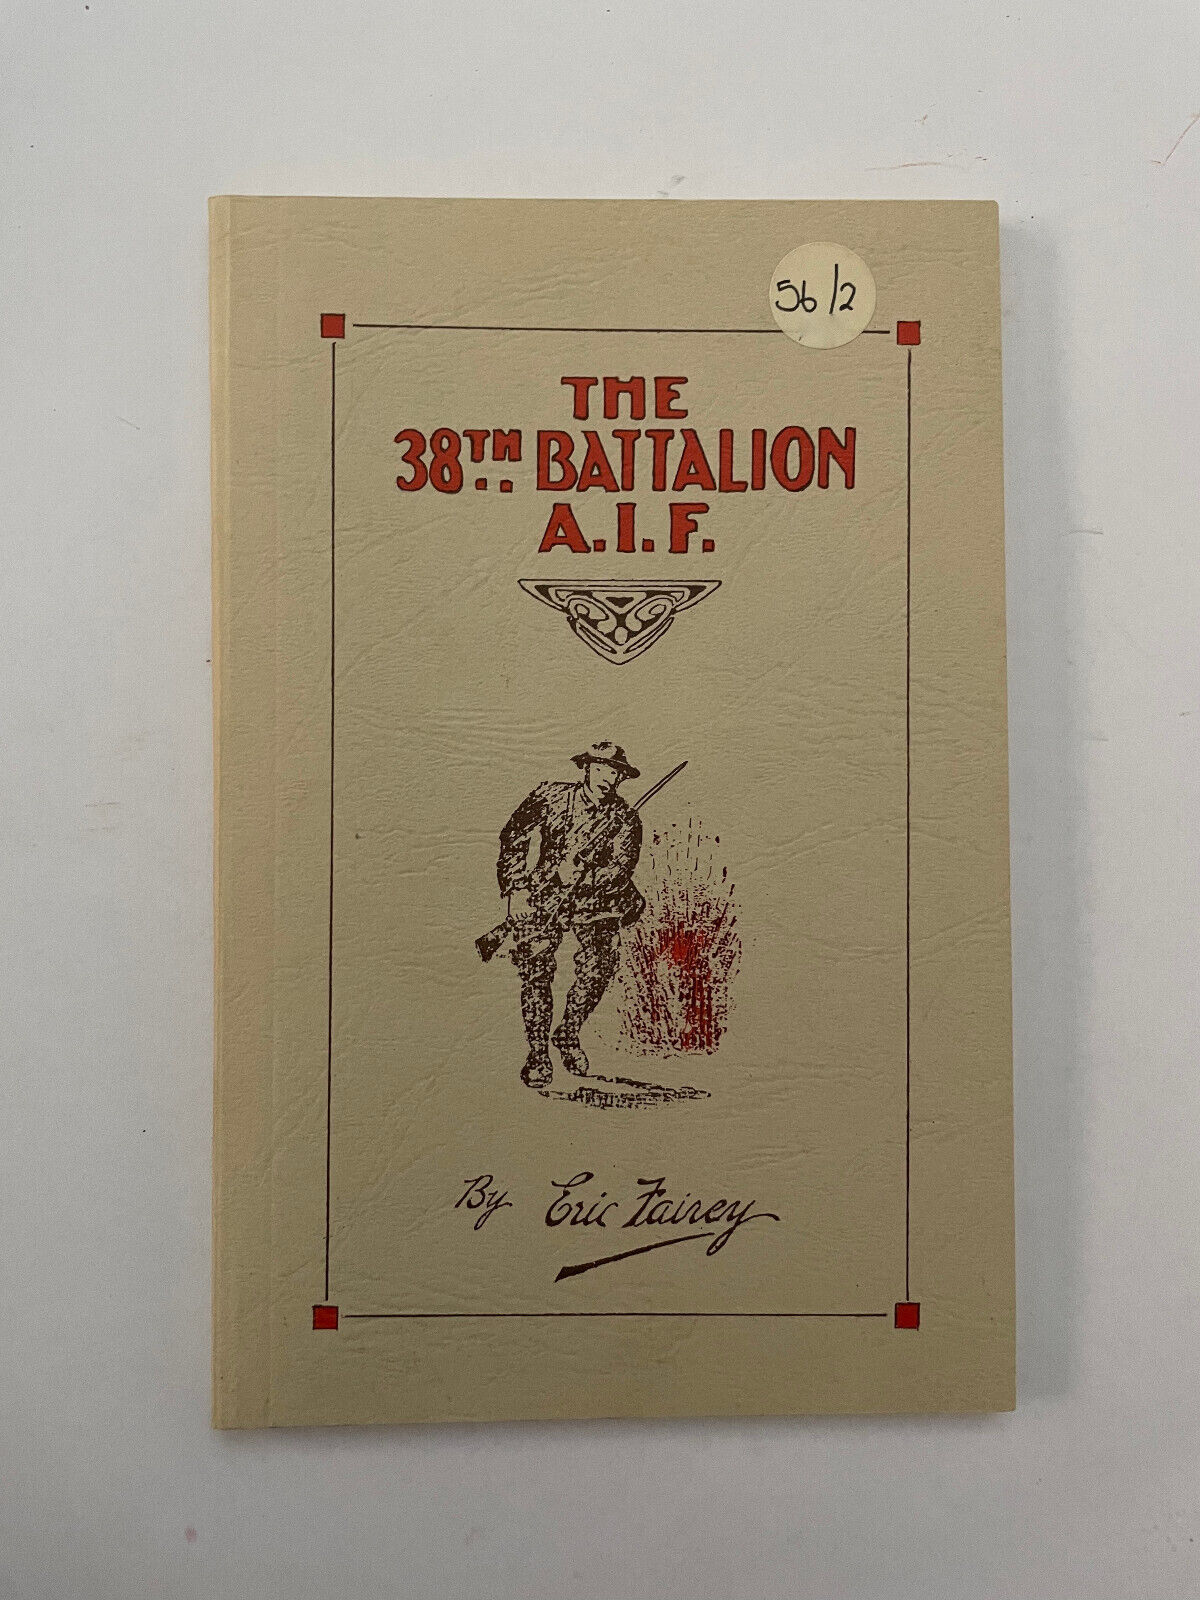 56/2
THE
38TH. BATTALION
A.I.F.
By Eric Fairey